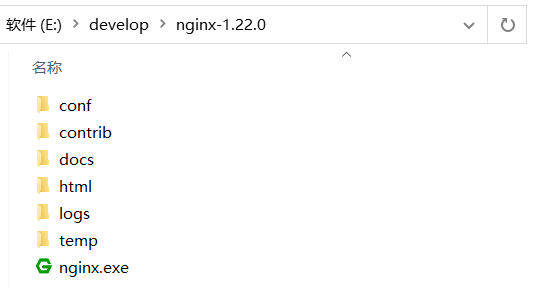 软件 (E:) > develop > nginx-1.22.0
名称
conf
contrib
docs
html
logs
temp
nginx.exe